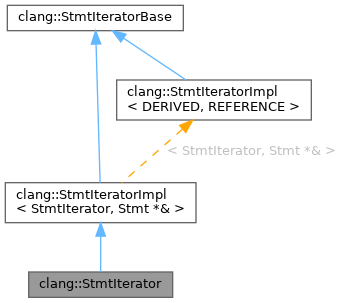 clang::StmtIteratorBase
clang::StmtIteratorImpl
< DERIVED, REFERENCE >
< StmtIterator, Stmt *& >
clang::StmtIteratorImpl
< StmtIterator, Stmt *& >
clang::StmtIterator